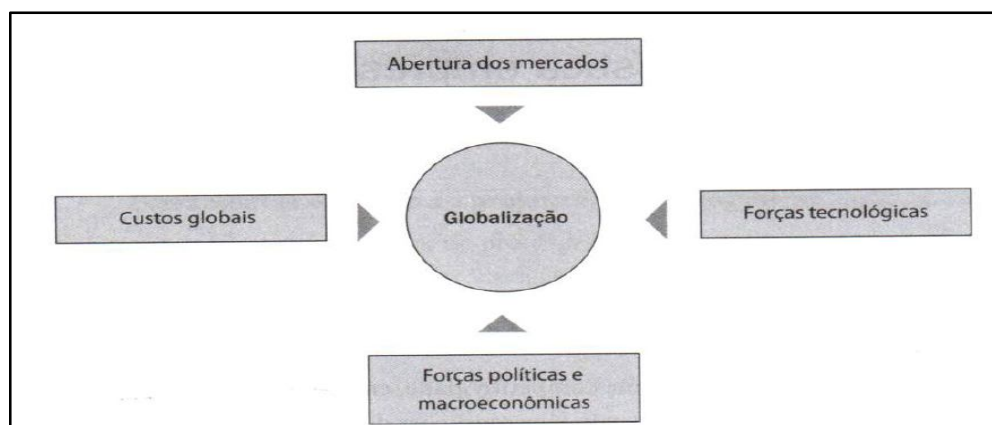 Abertura dos mercados
Custos globais
Globalização
Forças tecnológicas
Forças políticas e
macroeconômicas